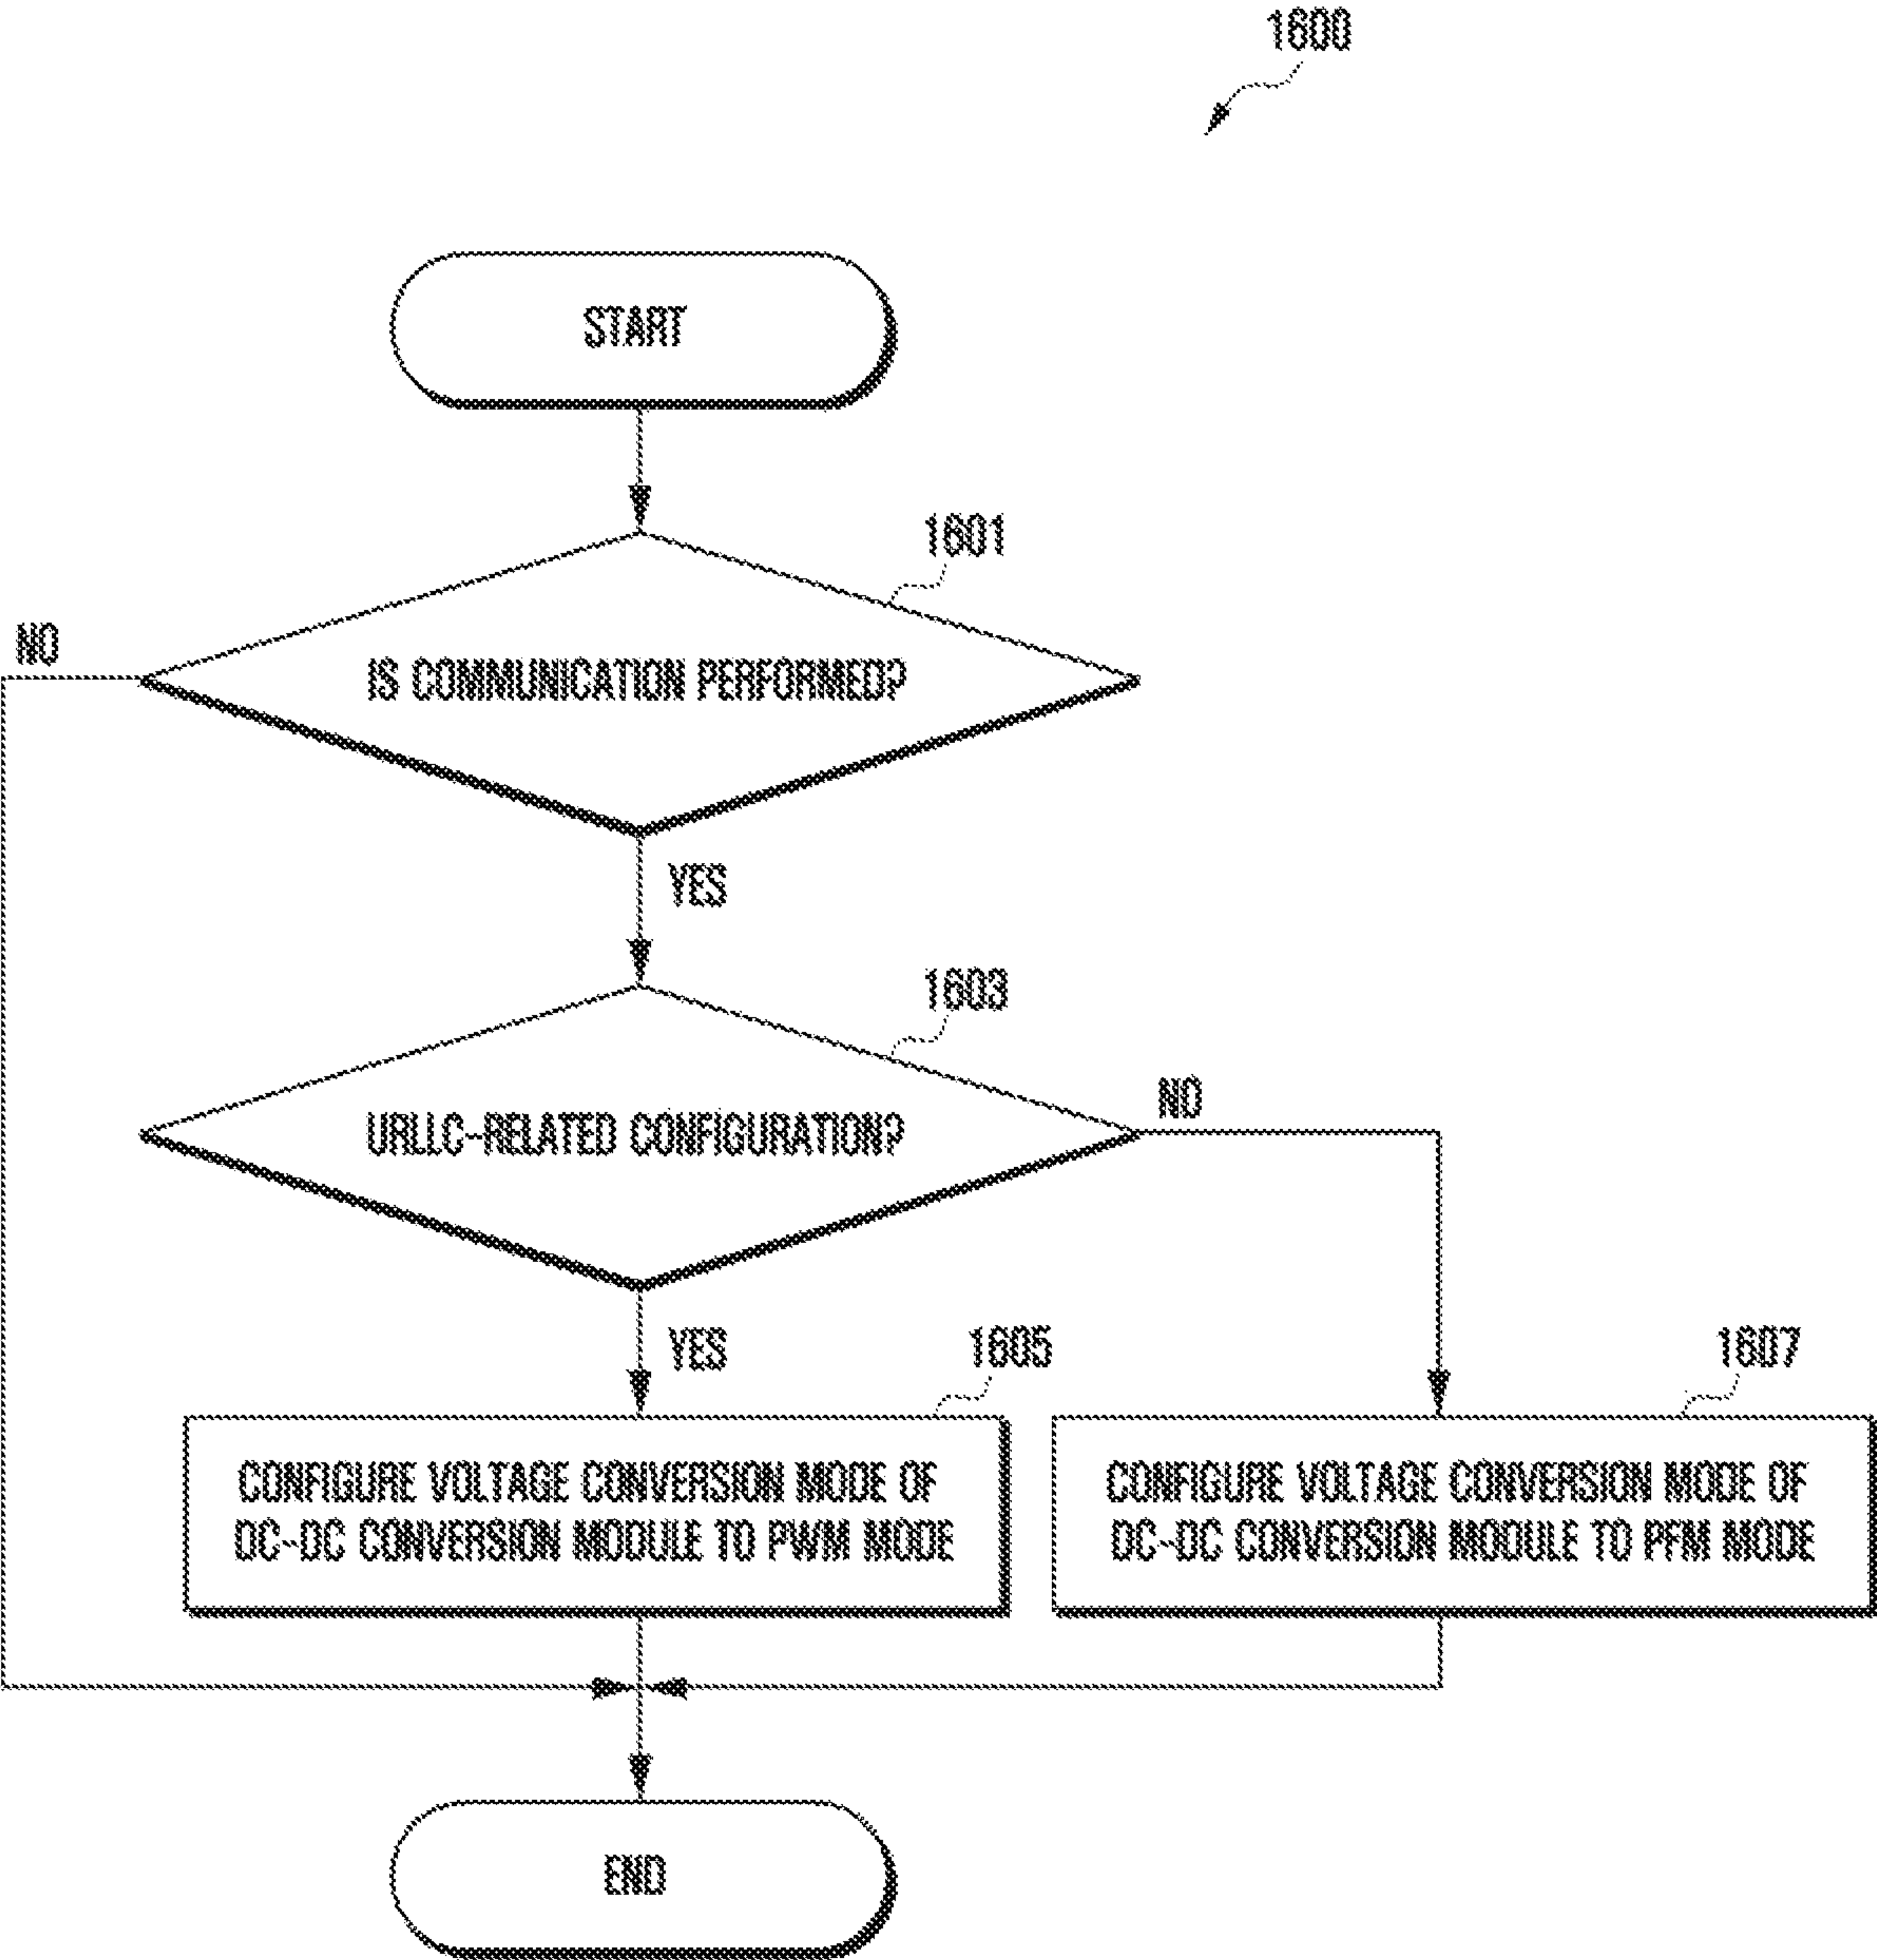 1600
START
1601
NO
IS COMMUNICATION PERFORMED?
YES
1603
NO
URLLC-RELATED CONFIGURATION?
YES
1605
1607
CONFIGURE VOLTAGE CONVERSION MODE OF
DC-DC CONVERSION MODULE TO PWM MODE
CONFIGURE VOLTAGE CONVERSION MODE OF
DC-DC CONVERSION MODULE TO PFM MODE
END